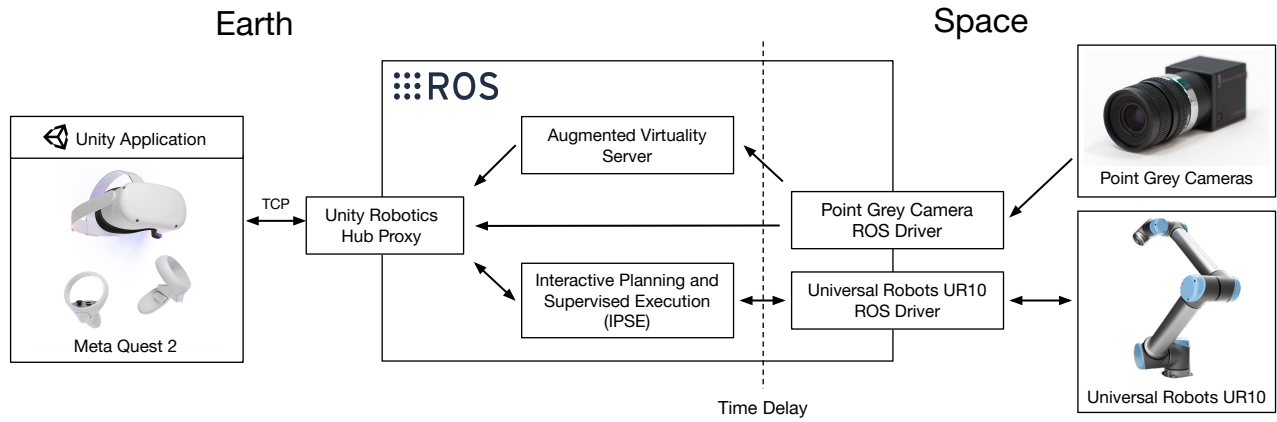 Earth
Space
ROS
Unity Application
Meta Quest 2
TCP
Unity Robotics
Hub Proxy
Augmented Virtuality
Server
Interactive Planning and
Supervised Execution
(IPSE)
Point Grey Camera
ROS Driver
Universal Robots UR10
ROS Driver
Point Grey Cameras
Universal Robots UR10
Time Delay